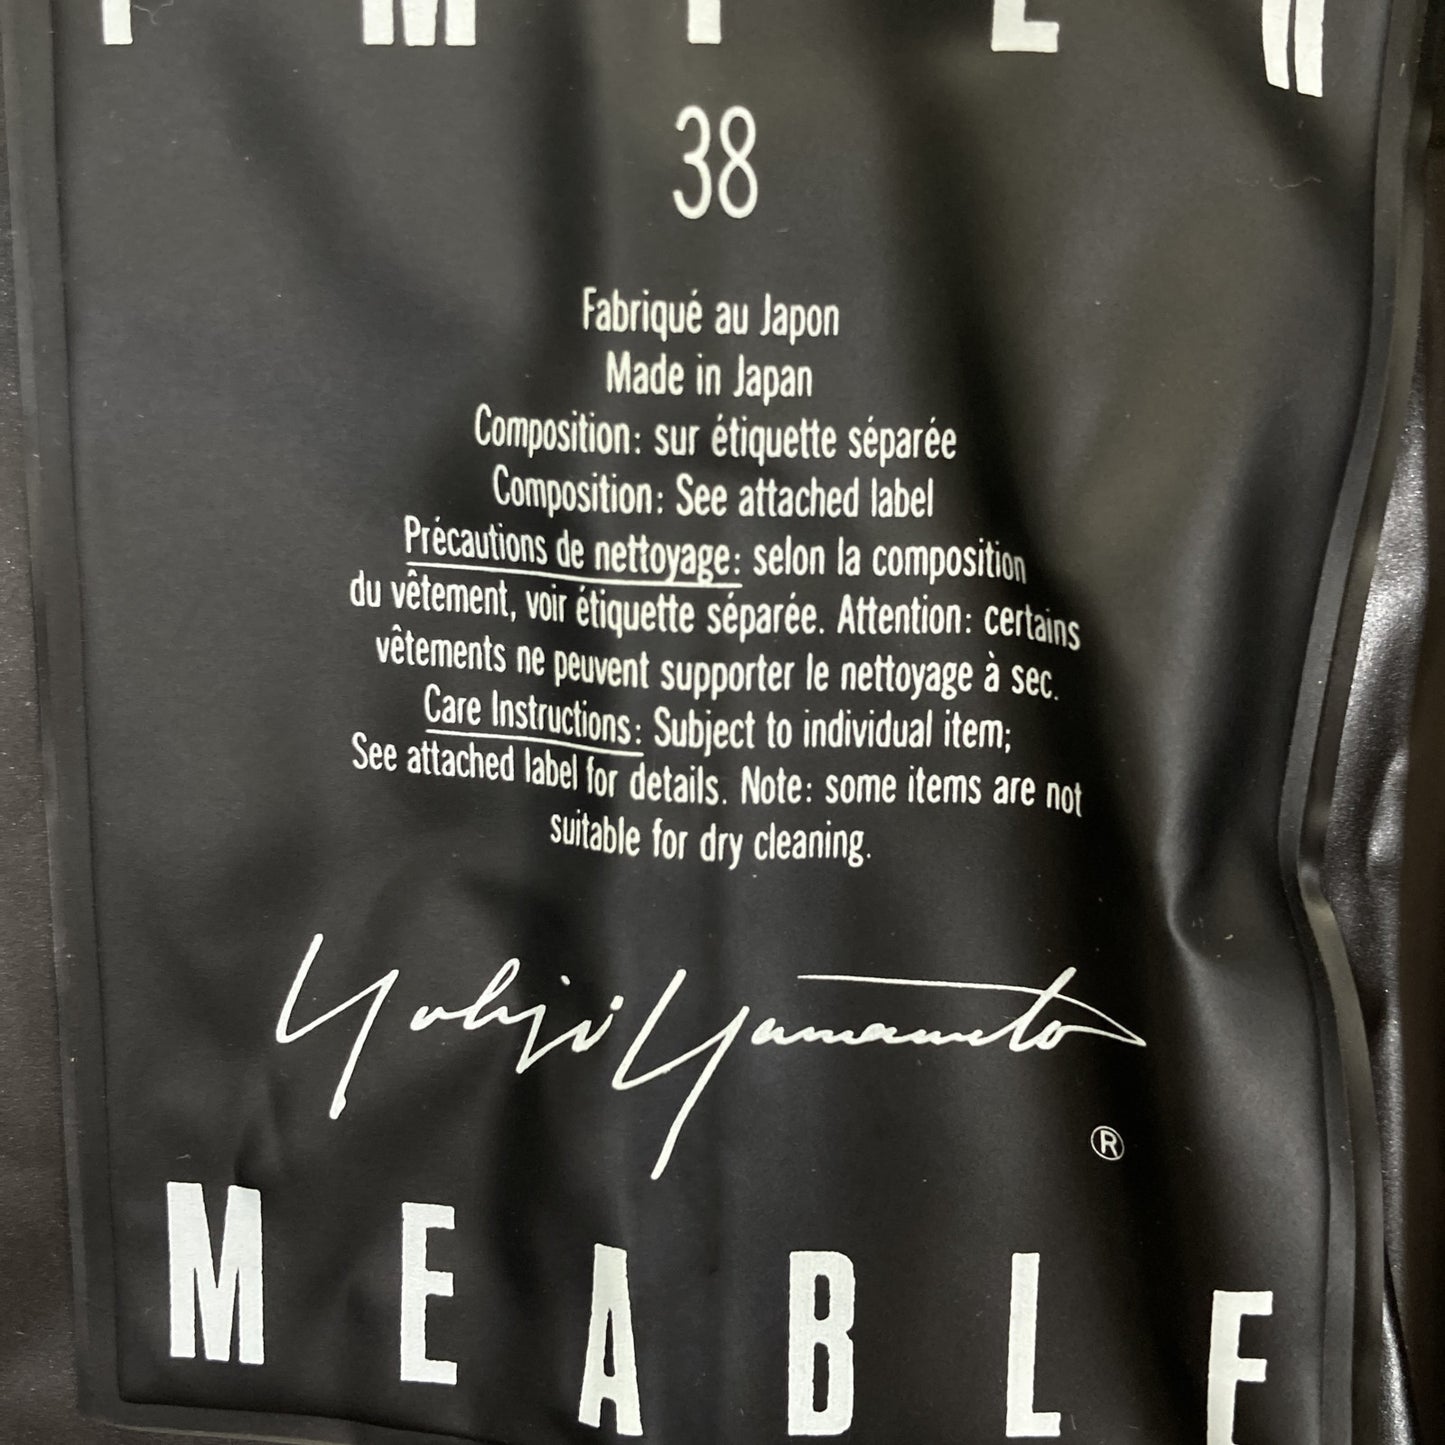 IMPER
38
Fabriqué au Japon
Made in Japan
Composition: sur étiquette séparée
Composition: See attached label
Précautions de nettoyage: selon la composition
du vêtement, voir étiquette séparée. Attention: certains
vêtements ne peuvent supporter le nettoyage à sec.
Care Instructions: Subject to individual item;
See attached label for details. Note: some items are not
suitable for dry cleaning.
Yohji Yamamoto
®
MEABLE